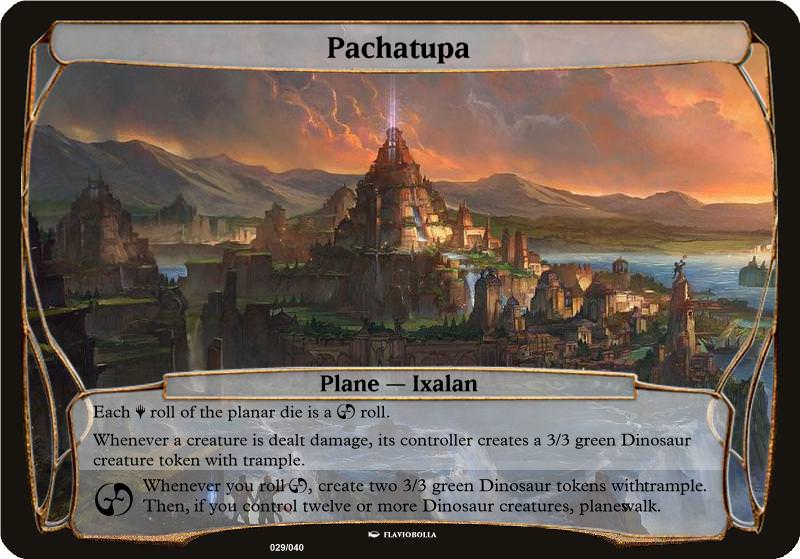 Pachatupa
Plane — Ixalan
Each roll of the planar die is a roll.
Whenever a creature is dealt damage, its controller creates a 3/3 green Dinosaur
creature token with trample.
Whenever you roll , create two 3/3 green Dinosaur tokens withtrample.
Then, if you control twelve or more Dinosaur creatures, planeswalk.
FLAVIOBOLLA
029/040